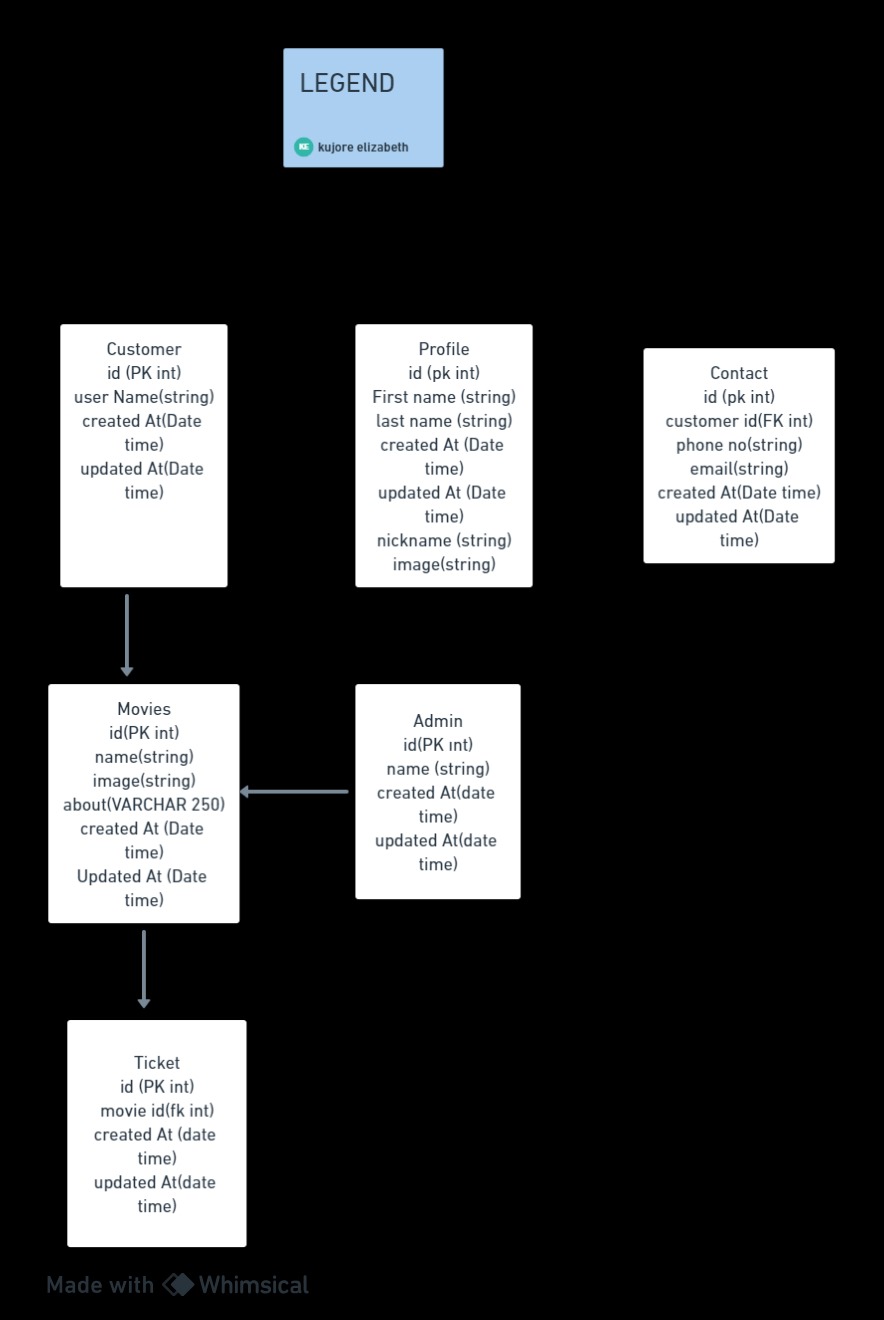 LEGEND
KE kujore elizabeth
Customer
id (PK int)
user Name(string)
created At(Date
time)
updated At(Date
time)
Profile
id (pk int)
First name (string)
last name (string)
created At (Date
time)
updated At (Date
time)
nickname (string)
image(string)
Contact
id (pk int)
customer id(FK int)
phone no(string)
email(string)
created At(Date time)
updated At(Date
time)
Movies
id(PK int)
name(string)
image(string)
about(VARCHAR 250)
created At (Date
time)
Updated At (Date
time)
Admin
id(PK int)
name (string)
created At(date
time)
updated At(date
time)
Ticket
id (PK int)
movie id(fk int)
created At (date
time)
updated At(date
time)
Made with Whimsical